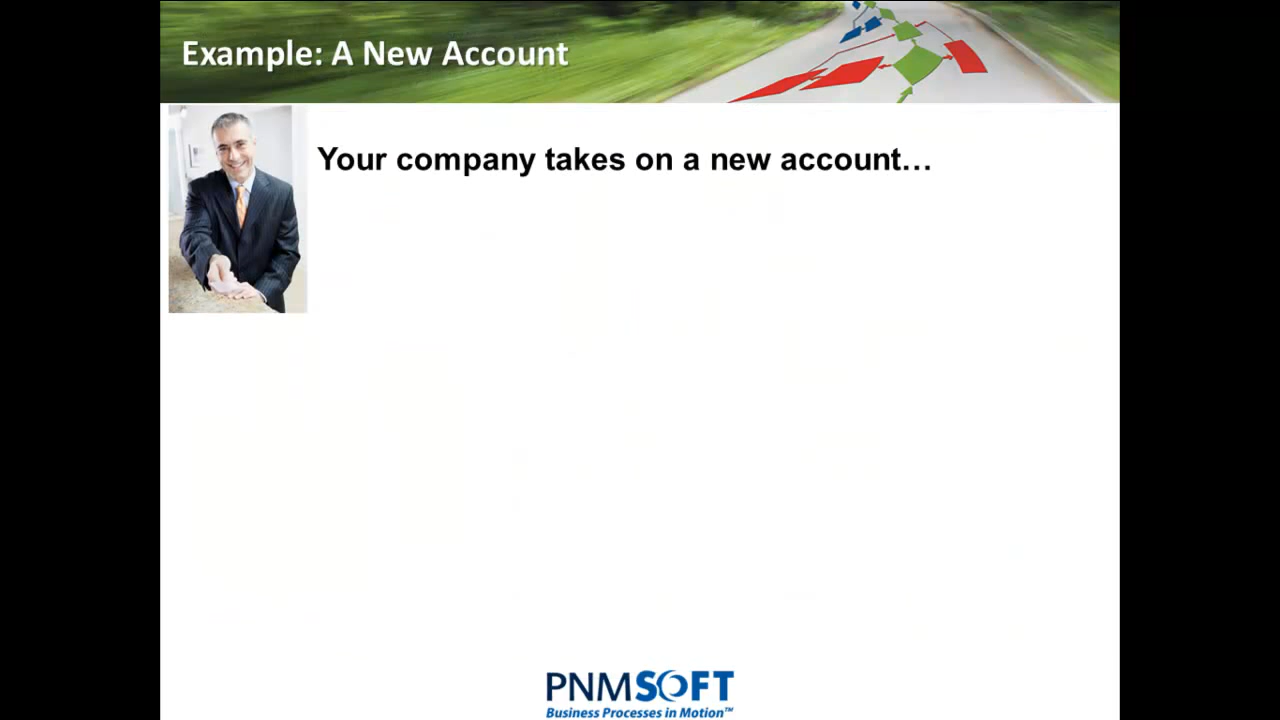 Example: A New Account
Your company takes on a new account…
PNMSOFT
Business Processes in Motion™